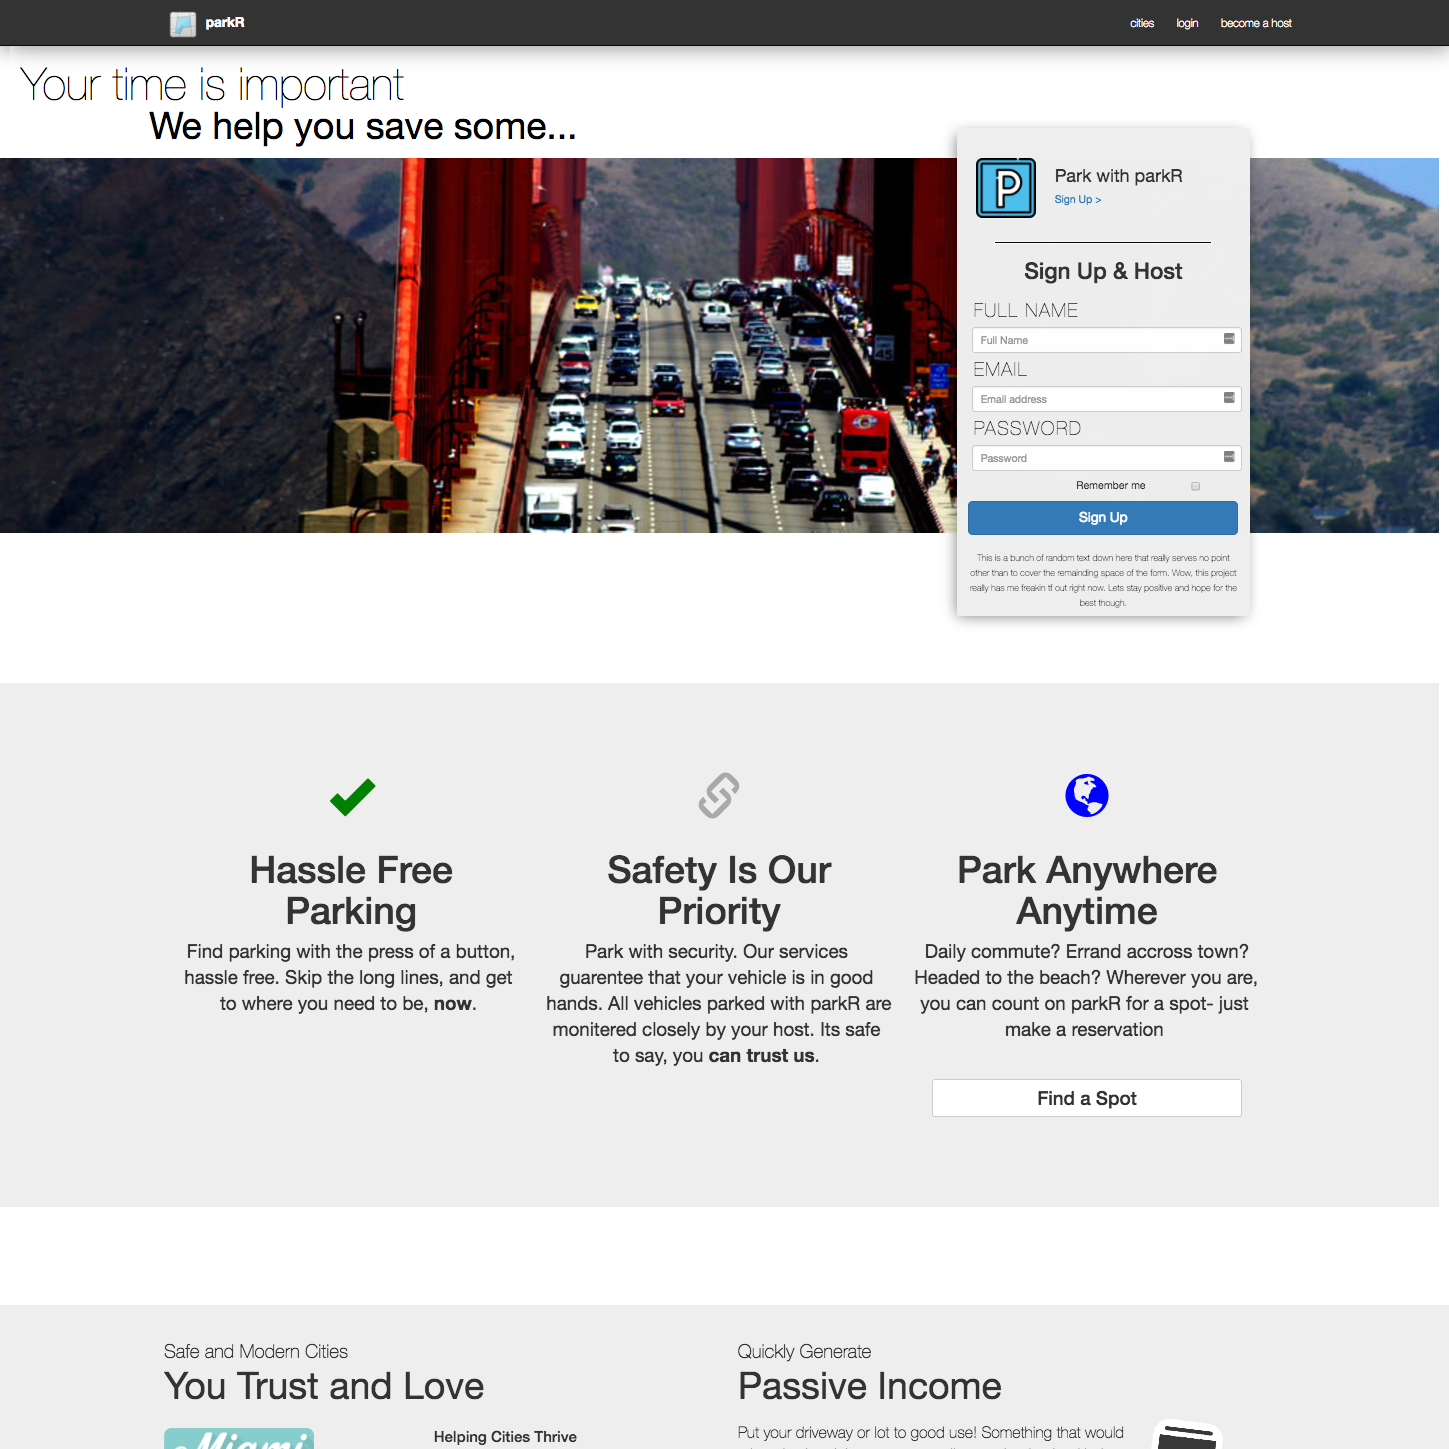 parkR
cities login become a host
Your time is important
We help you save some...
P
Park with parkR
Sign Up >
Sign Up & Host
FULL NAME
Full Name
EMAIL
Email address
PASSWORD
Password
Remember me
Sign Up
This is a bunch of random text down here that really serves no point
other than to cover the remainding space of the form. Wow, this project
really has me freakin tf out right now. Lets stay positive and hope for the
best though.
Hassle Free
Parking
Find parking with the press of a button,
hassle free. Skip the long lines, and get
to where you need to be, now.
Safety Is Our
Priority
Park with security. Our services
guarentee that your vehicle is in good
hands. All vehicles parked with parkR are
monitered closely by your host. Its safe
to say, you can trust us.
Park Anywhere
Anytime
Daily commute? Errand accross town?
Headed to the beach? Wherever you are,
you can count on parkR for a spot- just
make a reservation
Find a Spot
Safe and Modern Cities
You Trust and Love
Miami
Helping Cities Thrive
Quickly Generate
Passive Income
Put your driveway or lot to good use! Something that would